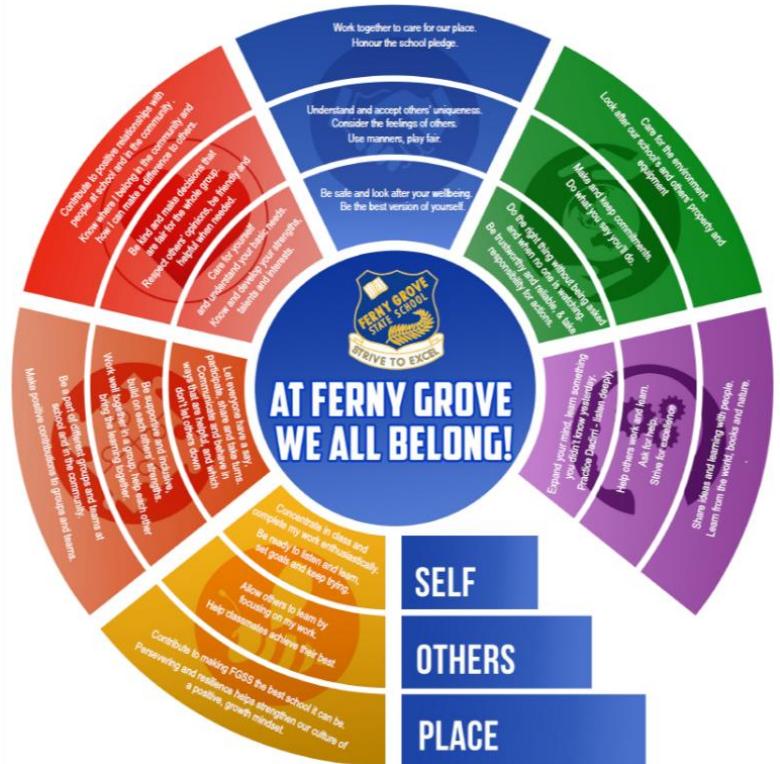 Work together to care for our place.
Honour the school pledge.
Understand and accept others' uniqueness.
Consider the feelings of others.
Use manners, play fair.
Be safe and look after your wellbeing.
Be the best version of yourself.
Care for the environment.
Look after our school's and others' property and
equipment
Make and keep commitments.
Do what you say you'll do.
Do the right thing without being asked
and when no one is watching.
Be trustworthy and reliable, & take
responsibility for actions.
Share ideas and learning with people.
Learn from the world, books and nature.
Help others work and learn.
Ask for help.
Strive for excellence
Expand your mind, learn something
you didn't know yesterday.
Practice Dadirri - listen deeply.
Concentrate in class and
complete my work enthusiastically.
Be ready to listen and learn,
set goals and keep trying.
Allow others to learn by
focusing on my work.
Help classmates achieve their best
Contribute to making FGSS the best school it can be.
Persevering and resilience helps strengthen our culture of
a positive, growth mindset.
Let everyone have a say,
participate, share and take turns.
Communicate and behave in
ways that are helpful, and which
don't let others down
Be supportive and inclusive,
build on each others' strengths.
Work well together in a group, help each other
bring the learning together.
Be a part of different groups and teams at
school and in the community.
Make positive contributions to groups and teams.
Contribute to positive relationships with
people at school and in the community.
Know where I belong in the community and
how I can make a difference to others.
Be kind and make decisions that
are fair for the whole group.
Respect others opinions, be friendly and
helpful when needed.
Care for yourself
and understand your basic needs.
Know and develop your strengths,
talents and interests.
FERNY GROVE
STATE SCHOOL
STRIVE TO EXCEL
AT FERNY GROVE
WE ALL BELONG!
SELF
OTHERS
PLACE